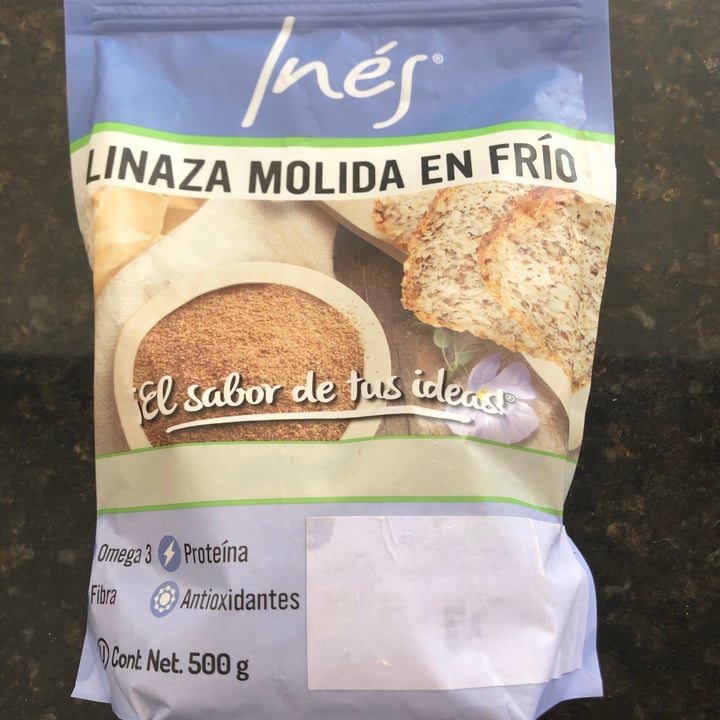 Inés®
LINAZA MOLIDA EN FRÍO
¡El sabor de tus ideas!®
Omega 3 Proteína
Fibra Antioxidantes
U Cont. Net. 500 g